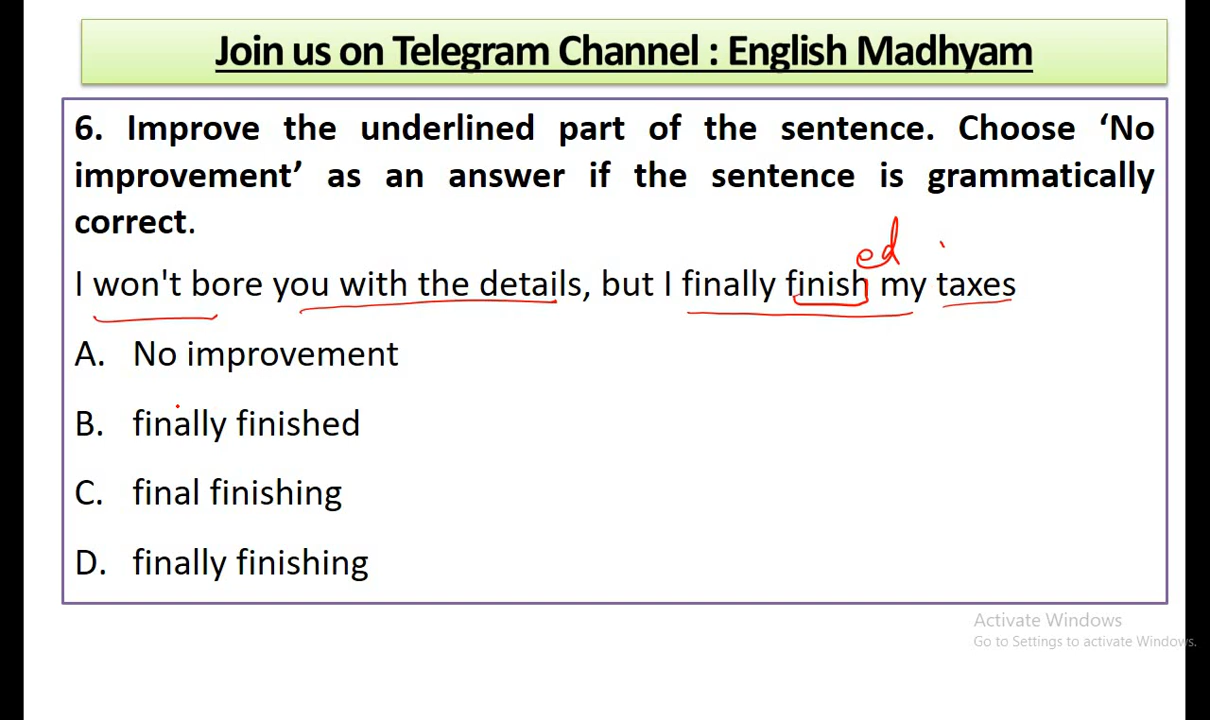 Join us on Telegram Channel : English Madhyam
6. Improve the underlined part of the sentence. Choose ‘No
improvement’ as an answer if the sentence is grammatically
correct.
ed
I won't bore you with the details, but I finally finish my taxes
A. No improvement
B. finally finished
C. final finishing
D. finally finishing
Activate Windows
Go to Settings to activate Windows.